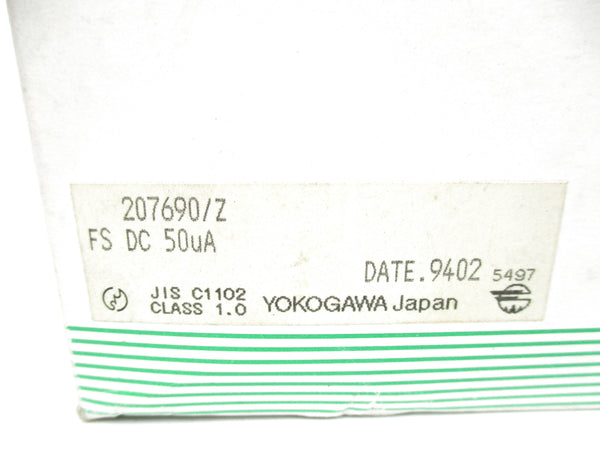 207690/Z
FS DC 50uA
DATE.9402 5497
JIS C1102
CLASS 1.0 YOKOGAWA Japan